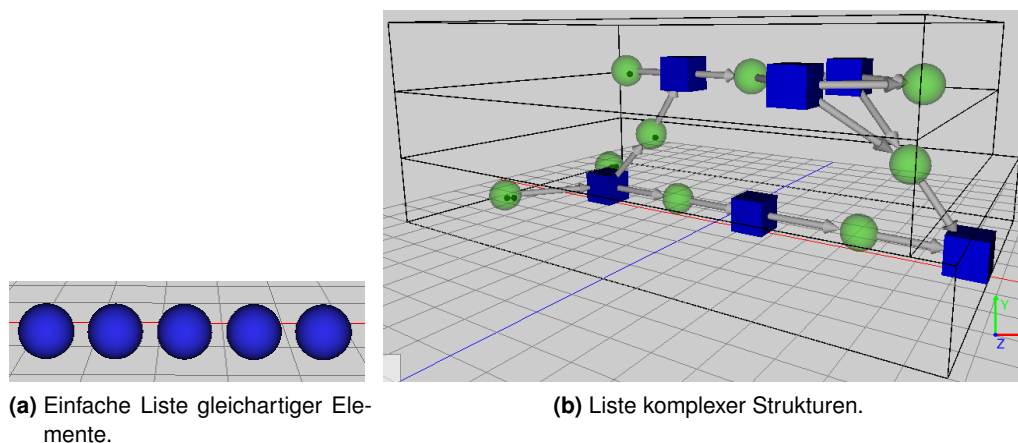 Y
Z
(a) Einfache Liste gleichartiger Ele-
mente.
(b) Liste komplexer Strukturen.